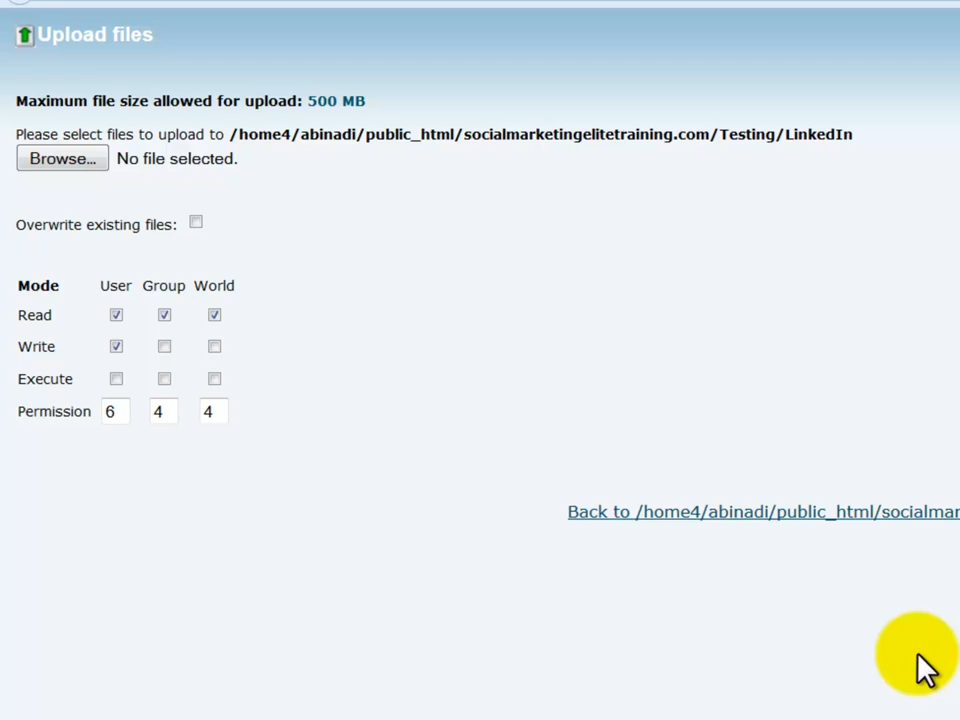 Upload files
Maximum file size allowed for upload: 500 MB
Please select files to upload to /home4/abinadi/public_html/socialmarketingelitetraining.com/Testing/LinkedIn
Browse... No file selected.
Overwrite existing files:
Mode User Group World
Read
Write
Execute
Permission 6 4 4
Back to /home4/abinadi/public_html/socialmar